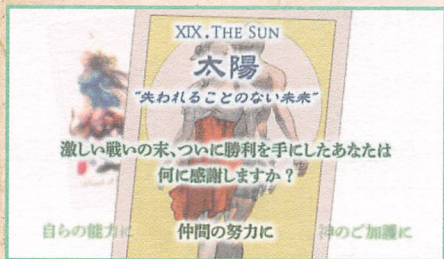 XIX. THE SUN
太陽
"失われることのない未来"
激しい戦いの末、ついに勝利を手にしたあなたは
何に感謝しますか？
自らの能力に 仲間の努力に 神のご加護に